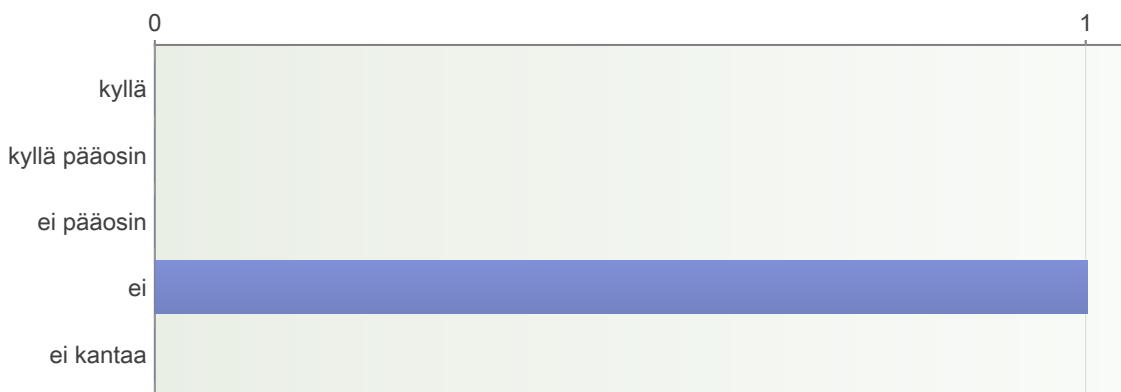 0 1
kyllä
kyllä pääosin
ei pääosin
ei
ei kantaa